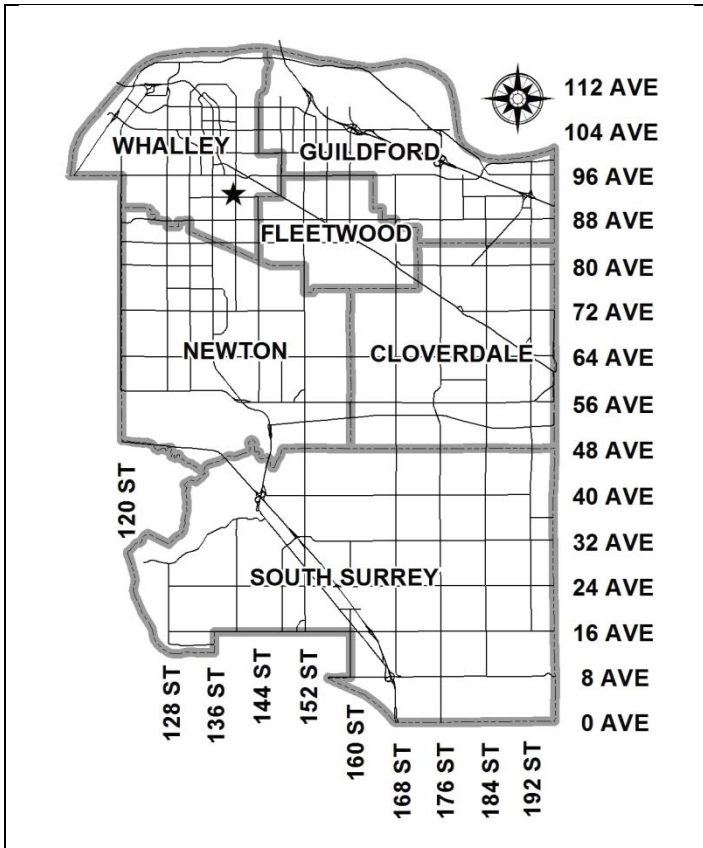 112 AVE
104 AVE
WHALLEY
GUILDFORD
96 AVE
88 AVE
FLEETWOOD
80 AVE
72 AVE
NEWTON
CLOVERDALE
64 AVE
56 AVE
48 AVE
120 ST
40 AVE
32 AVE
SOUTH SURREY
24 AVE
16 AVE
128 ST
136 ST
144 ST
152 ST
160 ST
8 AVE
0 AVE
168 ST
176 ST
184 ST
192 ST